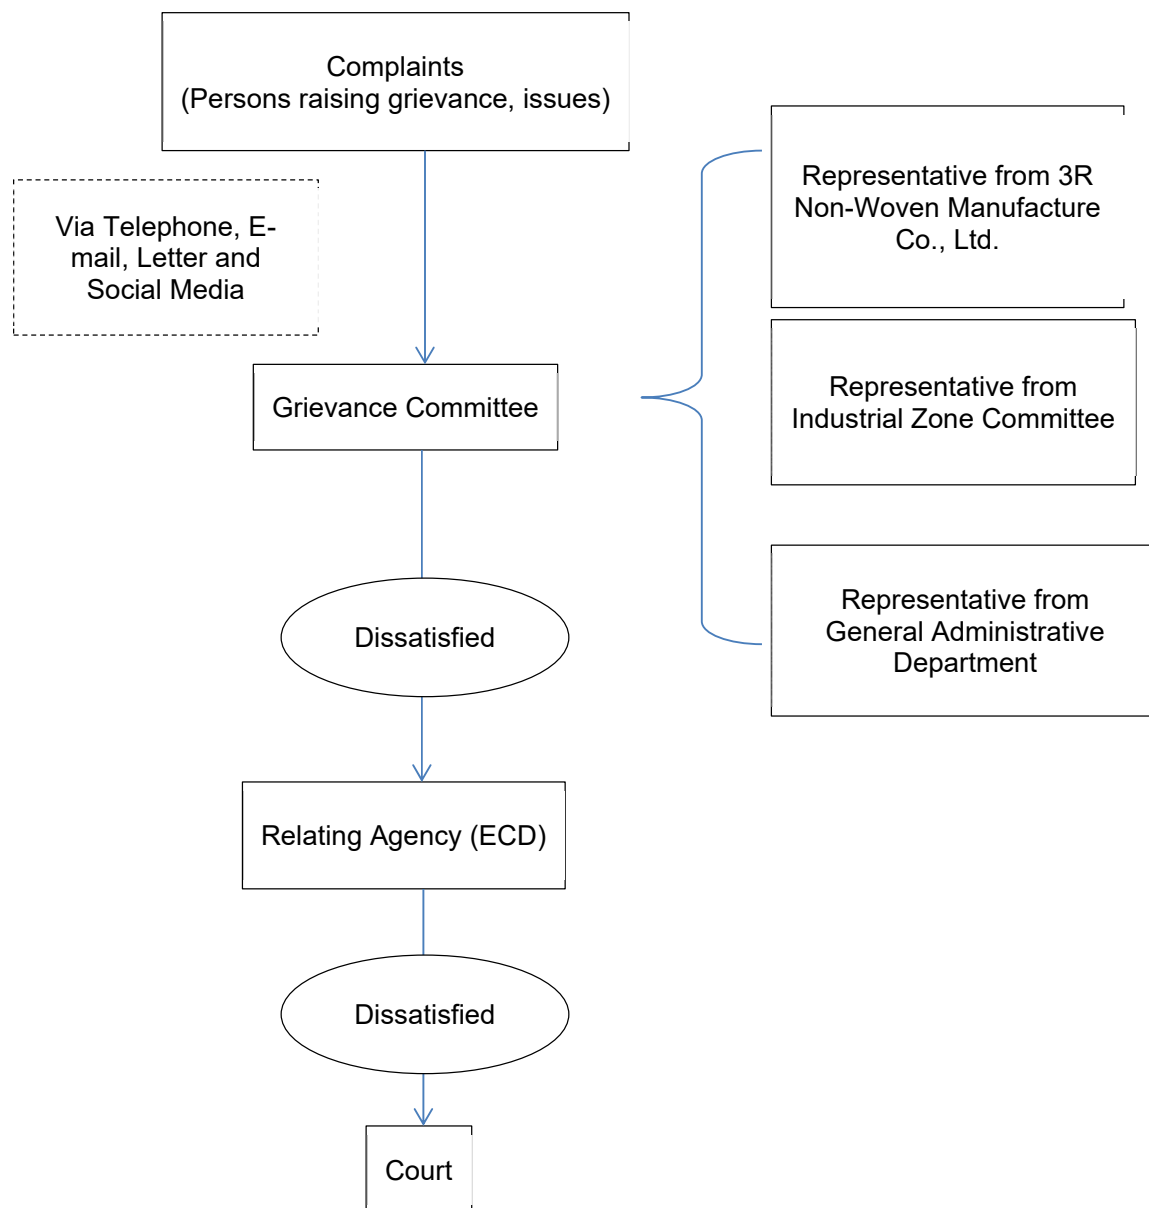 Complaints
(Persons raising grievance, issues)
Via Telephone, E-
mail, Letter and
Social Media
Grievance Committee
Representative from 3R
Non-Woven Manufacture
Co., Ltd.
Representative from
Industrial Zone Committee
Representative from
General Administrative
Department
Dissatisfied
Relating Agency (ECD)
Dissatisfied
Court